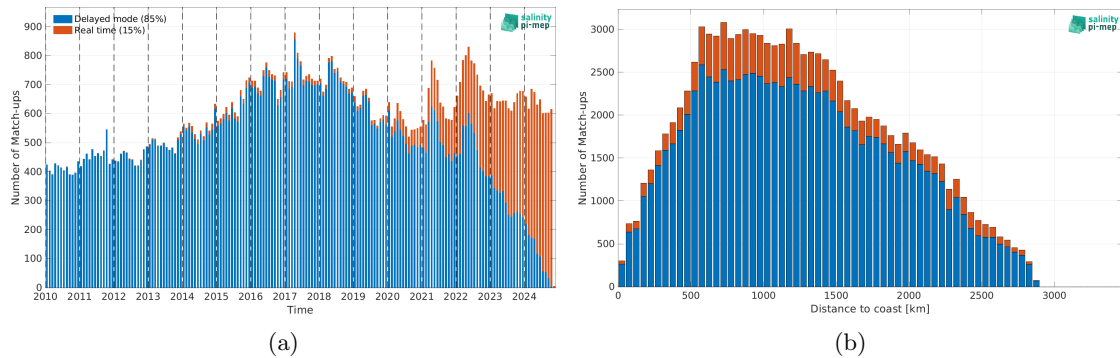 Delayed mode (85%)
Real time (15%)
salinity
pi-mep
Number of Match-ups
900
800
700
600
500
400
300
200
100
0
2010 2011 2012 2013 2014 2015 2016 2017 2018 2019 2020 2021 2022 2023 2024
Time
(a)
salinity
pi-mep
Number of Match-ups
3000
2500
2000
1500
1000
500
0
0 500 1000 1500 2000 2500 3000
Distance to coast [km]
(b)